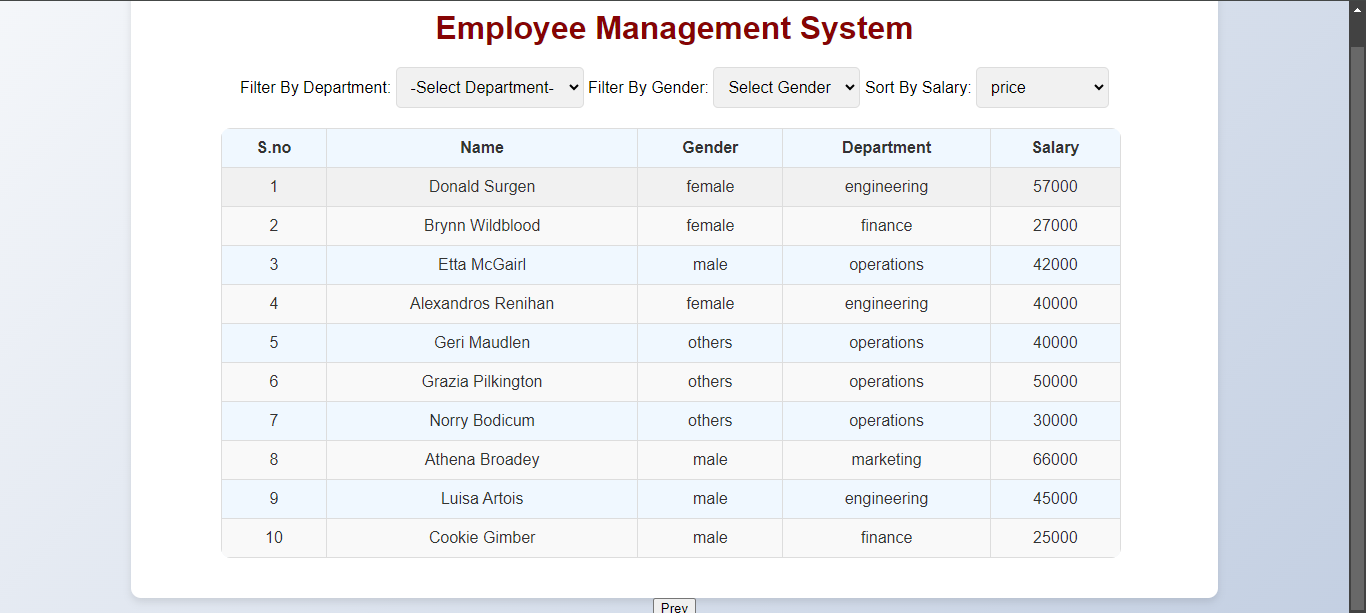 Employee Management System
Filter By Department: -Select Department- Filter By Gender: Select Gender Sort By Salary: price
S.no Name Gender Department Salary
1 Donald Surgen female engineering 57000
2 Brynn Wildblood female finance 27000
3 Etta McGairl male operations 42000
4 Alexandros Renihan female engineering 40000
5 Geri Maudlen others operations 40000
6 Grazia Pilkington others operations 50000
7 Norry Bodicum others operations 30000
8 Athena Broadey male marketing 66000
9 Luisa Artois male engineering 45000
10 Cookie Gimber male finance 25000
Prev